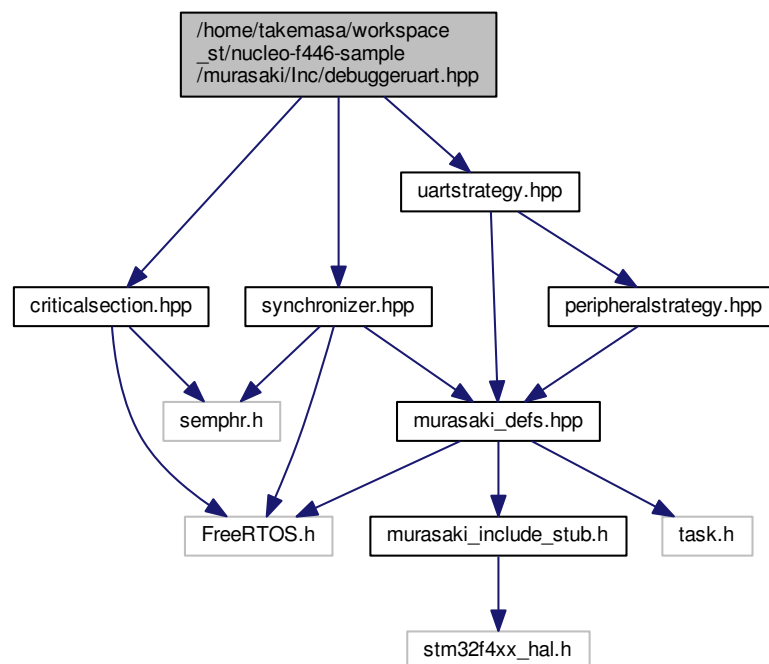 /home/takemasa/workspace
_st/nucleo-f446-sample
/murasaki/Inc/debuggeruart.hpp
uartstrategy.hpp
criticalsection.hpp
synchronizer.hpp
peripheralstrategy.hpp
semphr.h
murasaki_defs.hpp
FreeRTOS.h
murasaki_include_stub.h
task.h
stm32f4xx_hal.h